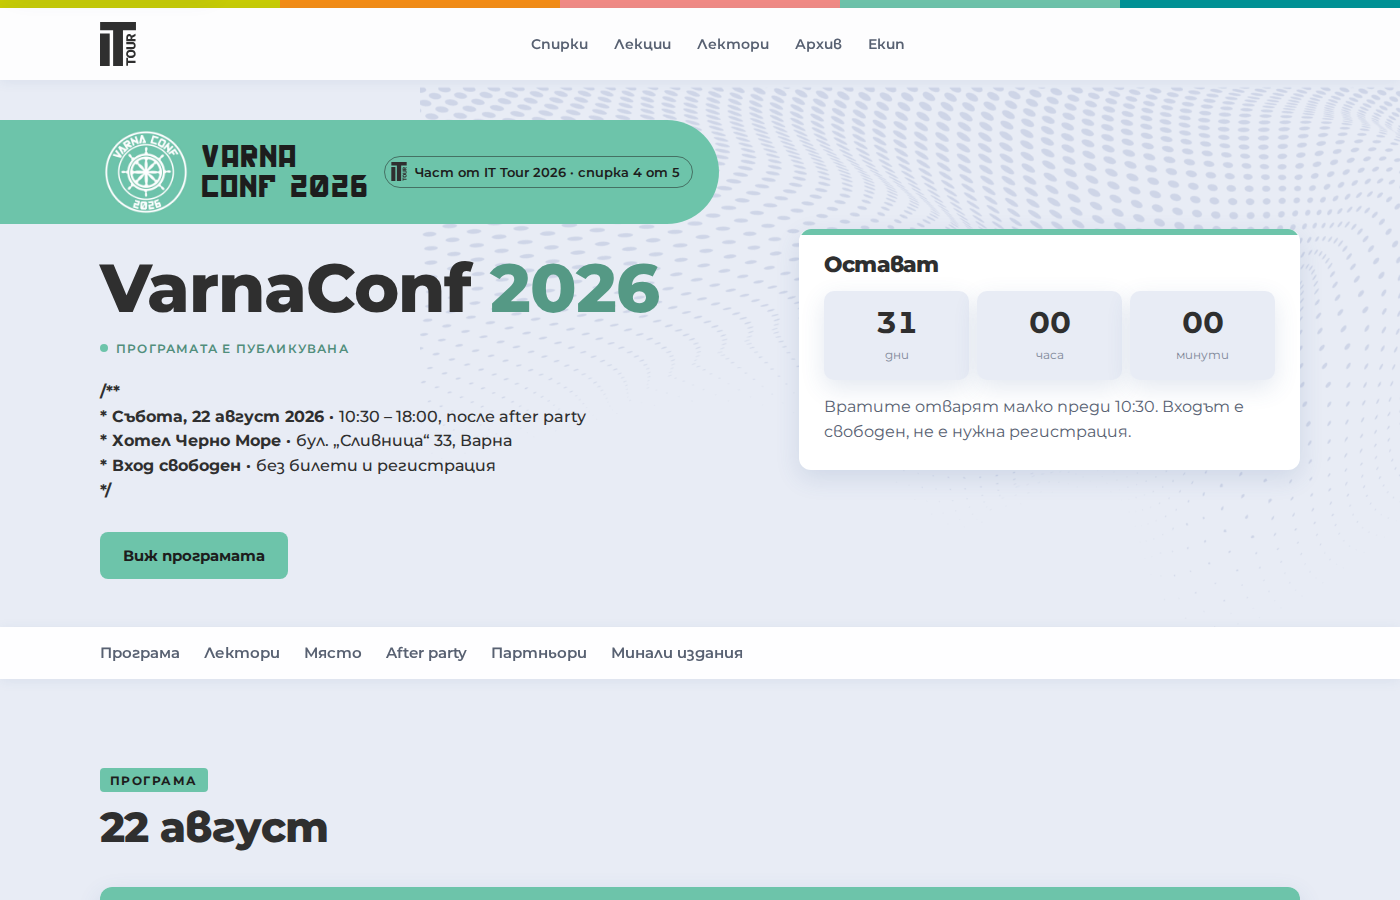 IT TOUR
Спирки Лекции Лектори Архив Екип
VARNA CONF
2026
VARNA
CONF 2026
IT TOUR Част от IT Tour 2026 · спирка 4 от 5
VarnaConf 2026
ПРОГРАМАТА Е ПУБЛИКУВАНА
/**
* Събота, 22 август 2026 · 10:30 – 18:00, после after party
* Хотел Черно Море · бул. „Сливница“ 33, Варна
* Вход свободен · без билети и регистрация
*/
Виж програмата
Остават
31 00 00
дни часа минути
Вратите отварят малко преди 10:30. Входът е
свободен, не е нужна регистрация.
Програма Лектори Място After party Партньори Минали издания
ПРОГРАМА
22 август